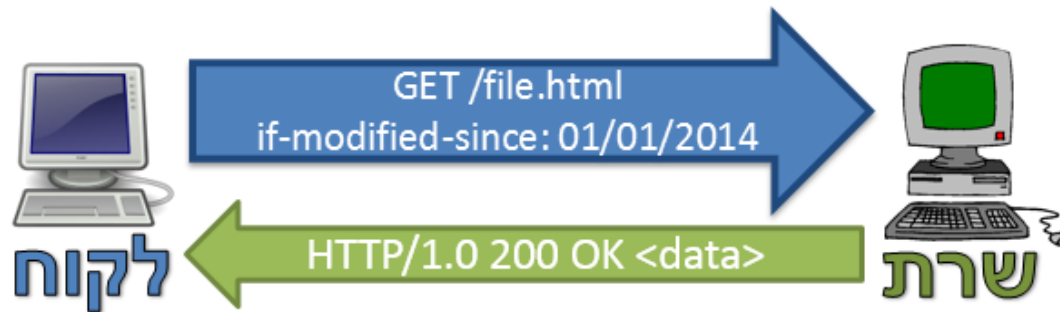 GET /file.html
if-modified-since: 01/01/2014
HTTP/1.0 200 OK <data>
לקוח
שרת